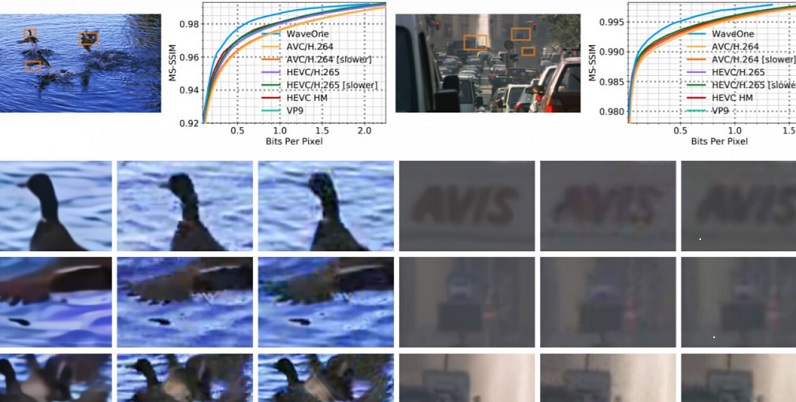 0.98
0.96
0.94
0.92
MS-SSIM
WaveOne
AVC/H.264
AVC/H.264 [slower]
HEVC/H.265
HEVC/H.265 [slower]
HEVC HM
VP9
0.5 1.0 1.5 2.0
Bits Per Pixel
0.995
0.990
0.985
0.980
MS-SSIM
WaveOne
AVC/H.264
AVC/H.264 [slowe
HEVC/H.265
HEVC/H.265 [slowe
HEVC HM
VP9
0.5 1.0 1.5
Bits Per Pixel
AVIS AVIS AVIS